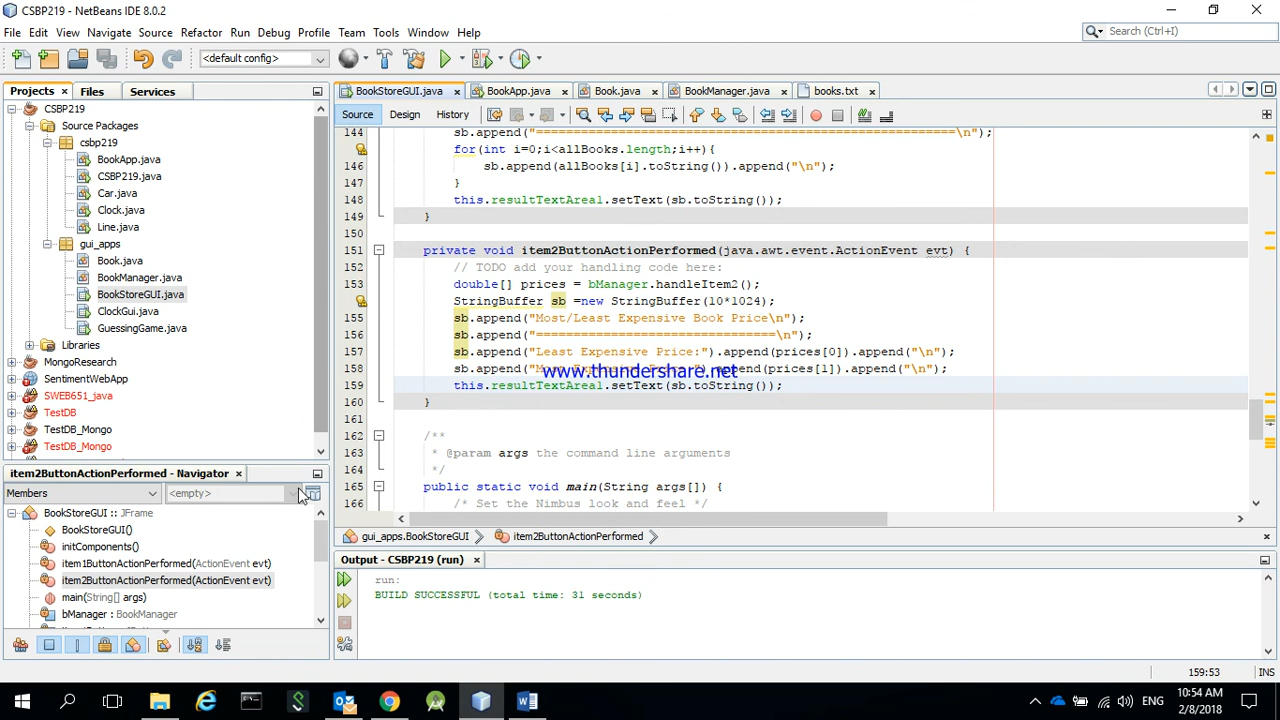 CSBP219 - NetBeans IDE 8.0.2
File Edit View Navigate Source Refactor Run Debug Profile Team Tools Window Help
Search (Ctrl+I)
<default config>
Projects Files Services
BookStoreGUI.java BookApp.java Book.java BookManager.java books.txt
Source Design History
CSBP219
Source Packages
csbp219
BookApp.java
CSBP219.java
Car.java
Clock.java
Line.java
gui_apps
Book.java
BookManager.java
BookStoreGUI.java
ClockGui.java
GuessingGame.java
Libraries
MongoResearch
SentimentWebApp
SWEB651_java
TestDB
TestDB_Mongo
TestDB_Mongo
144 sb.append("========================================================\n");
for(int i=0;i<allBooks.length;i++){
146 sb.append(allBooks[i].toString()).append("\n");
147 }
148 this.resultTextAreal.setText(sb.toString());
149 }
150
151 private void item2ButtonActionPerformed(java.awt.event.ActionEvent evt) {
152 // TODO add your handling code here:
153 double[] prices = bManager.handleItem2();
StringBuffer sb =new StringBuffer(10*1024);
155 sb.append("Most/Least Expensive Book Price\n");
156 sb.append("================================\n");
157 sb.append("Least Expensive Price:").append(prices[0]).append("\n");
158 sb.append("M append(prices[1]).append("\n");
www.thundershare.net
159 this.resultTextAreal.setText(sb.toString());
160 }
161
162 /**
163 * @param args the command line arguments
164 */
165 public static void main(String args[]) {
166 /* Set the Nimbus look and feel */
item2ButtonActionPerformed - Navigator
Members <empty>
BookStoreGUI :: JFrame
BookStoreGUI()
initComponents()
item1ButtonActionPerformed(ActionEvent evt)
item2ButtonActionPerformed(ActionEvent evt)
main(String[] args)
bManager : BookManager
gui_apps.BookStoreGUI item2ButtonActionPerformed
Output - CSBP219 (run)
run:
BUILD SUCCESSFUL (total time: 31 seconds)
159:53 INS
ENG
10:54 AM
2/8/2018